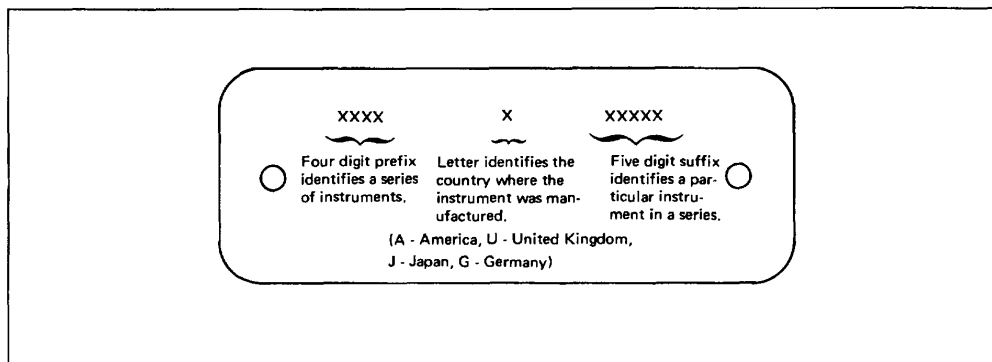 XXXX X XXXXX
Four digit prefix
identifies a series
of instruments.
Letter identifies the
country where the
instrument was man-
ufactured.
Five digit suffix
identifies a par-
ticular instru-
ment in a series.
(A - America, U - United Kingdom,
J - Japan, G - Germany)